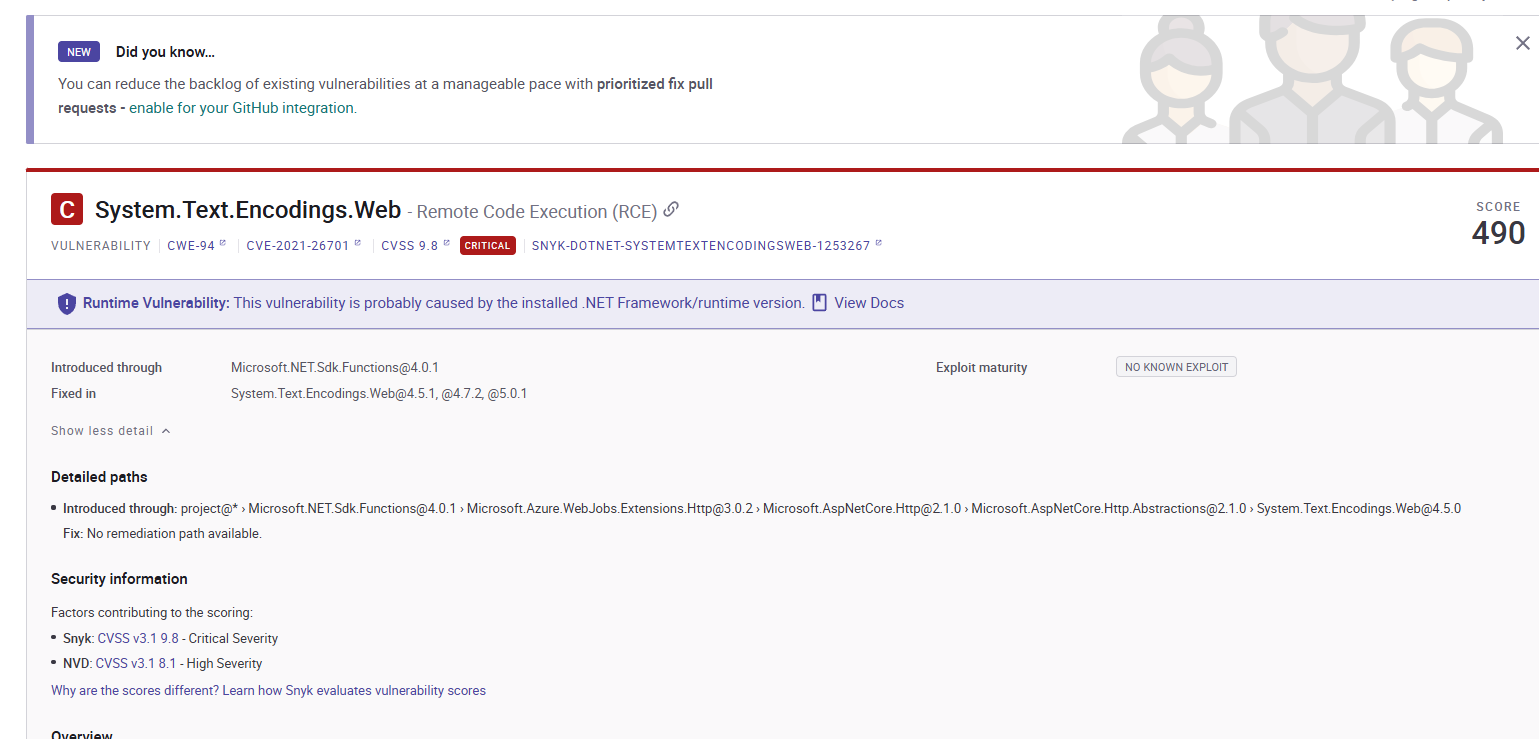 NEW Did you know...
You can reduce the backlog of existing vulnerabilities at a manageable pace with prioritized fix pull
requests - enable for your GitHub integration.
C System.Text.Encodings.Web - Remote Code Execution (RCE)
SCORE
490
VULNERABILITY CWE-94 CVE-2021-26701 CVSS 9.8 CRITICAL SNYK-DOTNET-SYSTEMTEXTENCODINGSWEB-1253267
Runtime Vulnerability: This vulnerability is probably caused by the installed .NET Framework/runtime version. View Docs
Introduced through Microsoft.NET.Sdk.Functions@4.0.1 Exploit maturity NO KNOWN EXPLOIT
Fixed in System.Text.Encodings.Web@4.5.1, @4.7.2, @5.0.1
Show less detail
Detailed paths
• Introduced through: project@* › Microsoft.NET.Sdk.Functions@4.0.1 › Microsoft.Azure.WebJobs.Extensions.Http@3.0.2 › Microsoft.AspNetCore.Http@2.1.0 › Microsoft.AspNetCore.Http.Abstractions@2.1.0 › System.Text.Encodings.Web@4.5.0
Fix: No remediation path available.
Security information
Factors contributing to the scoring:
• Snyk: CVSS v3.1 9.8 - Critical Severity
• NVD: CVSS v3.1 8.1 - High Severity
Why are the scores different? Learn how Snyk evaluates vulnerability scores
Overview